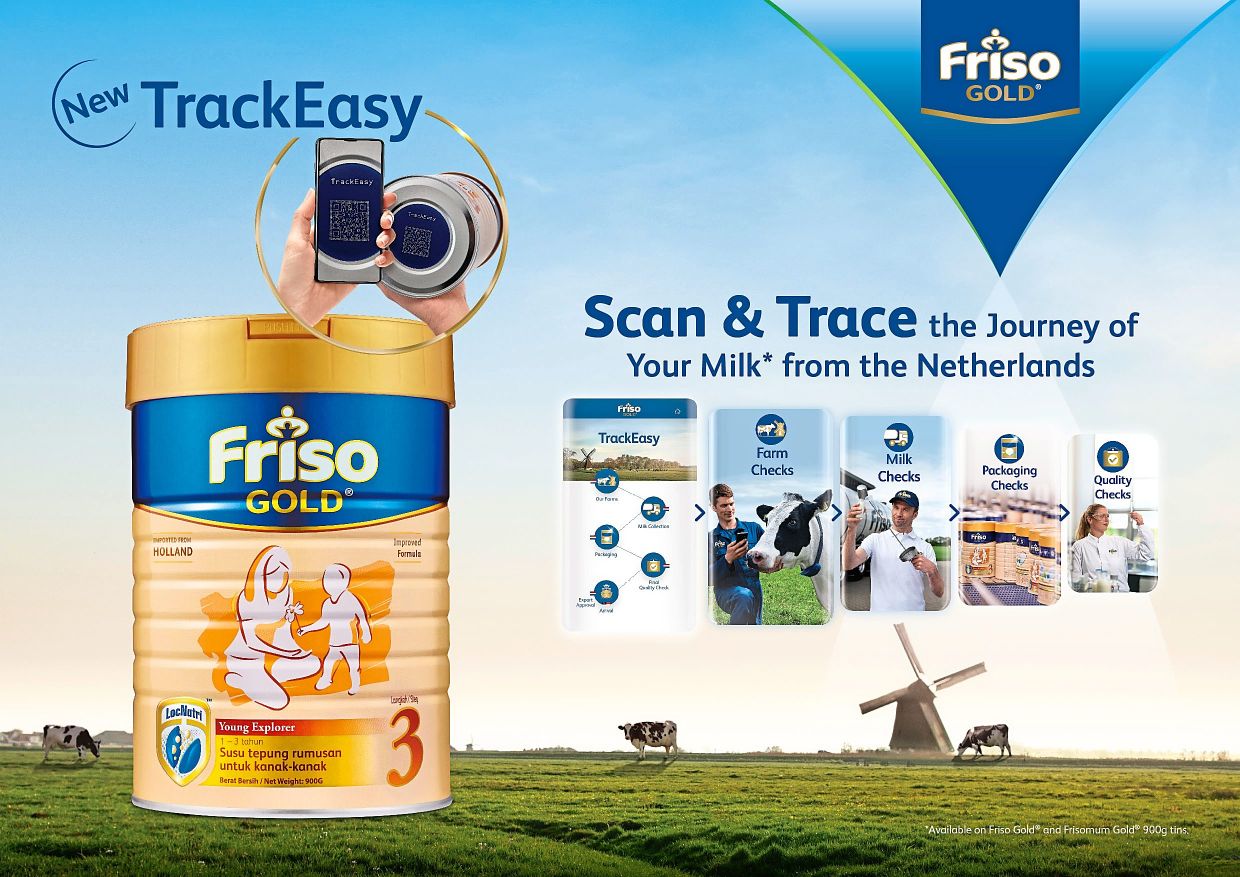 New TrackEasy
TrackEasy
TrackEasy
Friso
GOLD®
Scan & Trace the Journey of
Your Milk* from the Netherlands
Friso
GOLD
TrackEasy
Our Farms
Milk Collection
Packaging
Final
Quality Check
Export
Approval
Arrival
Farm
Checks
Milk
Checks
Packaging
Checks
Friso
Quality
Checks
Friso
GOLD®
IMPORTED FROM
HOLLAND
Improved
Formula
LocNutri™
Langkah/Step
3
Young Explorer
1 – 3 tahun
Susu tepung rumusan
untuk kanak-kanak
Berat Bersih / Net Weight: 900G
*Available on Friso Gold® and Frisomum Gold® 900g tins.